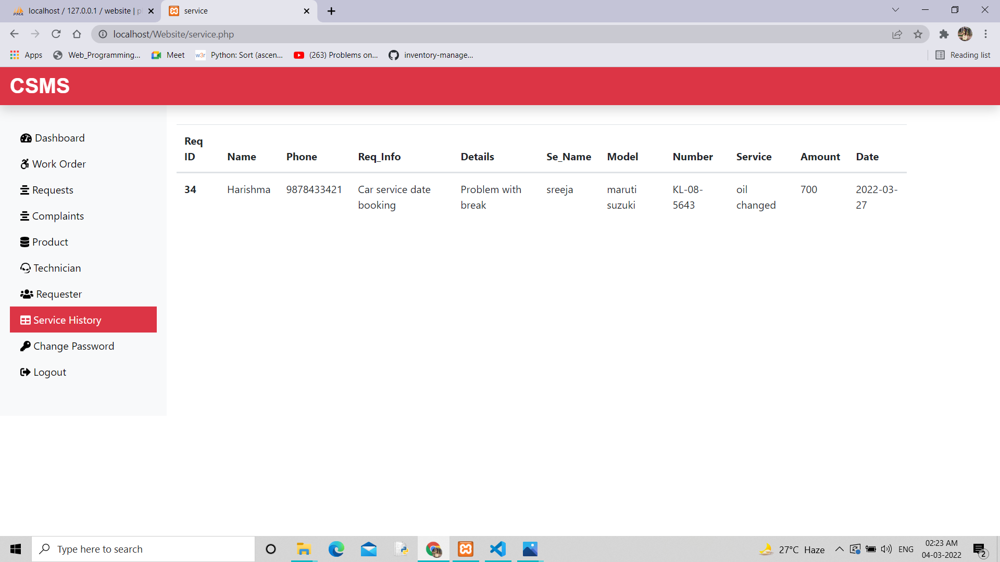 localhost / 127.0.0.1 / website | p
service
localhost/Website/service.php
Apps
Web_Programming...
Meet
w3r
Python: Sort (ascen...
(263) Problems on...
inventory-manage...
Reading list
CSMS
Dashboard
Work Order
Requests
Complaints
Product
Technician
Requester
Service History
Change Password
Logout
Req ID Name Phone Req_Info Details Se_Name Model Number Service Amount Date
34 Harishma 9878433421 Car service date booking Problem with break sreeja maruti suzuki KL-08-5643 oil changed 700 2022-03-27
Type here to search
27°C Haze
ENG
02:23 AM
04-03-2022
2